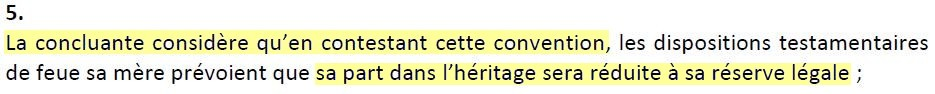 5.
La concluante considère qu’en contestant cette convention, les dispositions testamentaires
de feue sa mère prévoient que sa part dans l’héritage sera réduite à sa réserve légale ;